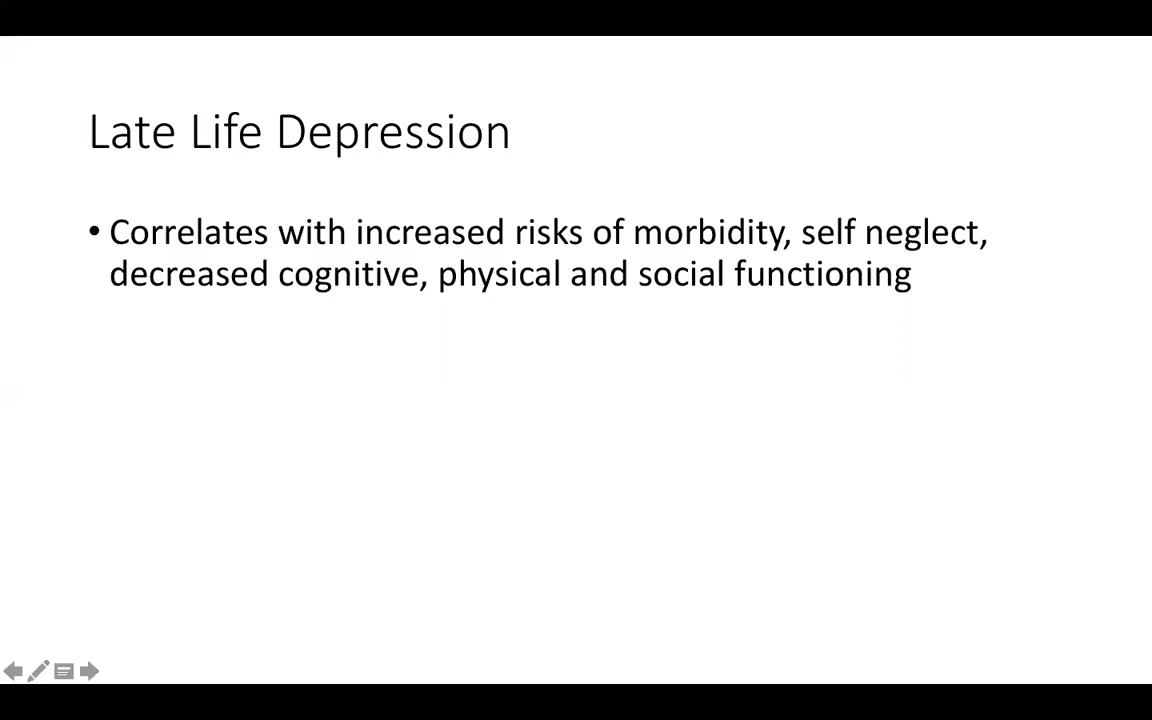 Late Life Depression
• Correlates with increased risks of morbidity, self neglect,
decreased cognitive, physical and social functioning